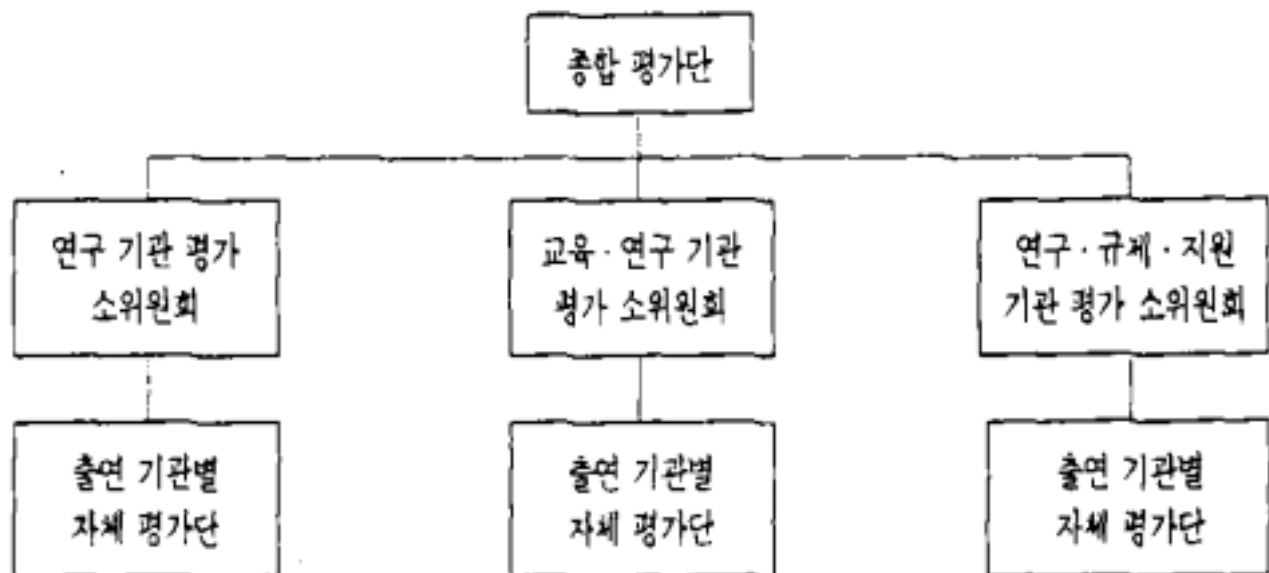 종합 평가단
연구 기관 평가
소위원회
교육·연구 기관
평가 소위원회
연구·규제·지원
기관 평가 소위원회
출연 기관별
자체 평가단
출연 기관별
자체 평가단
출연 기관별
자체 평가단